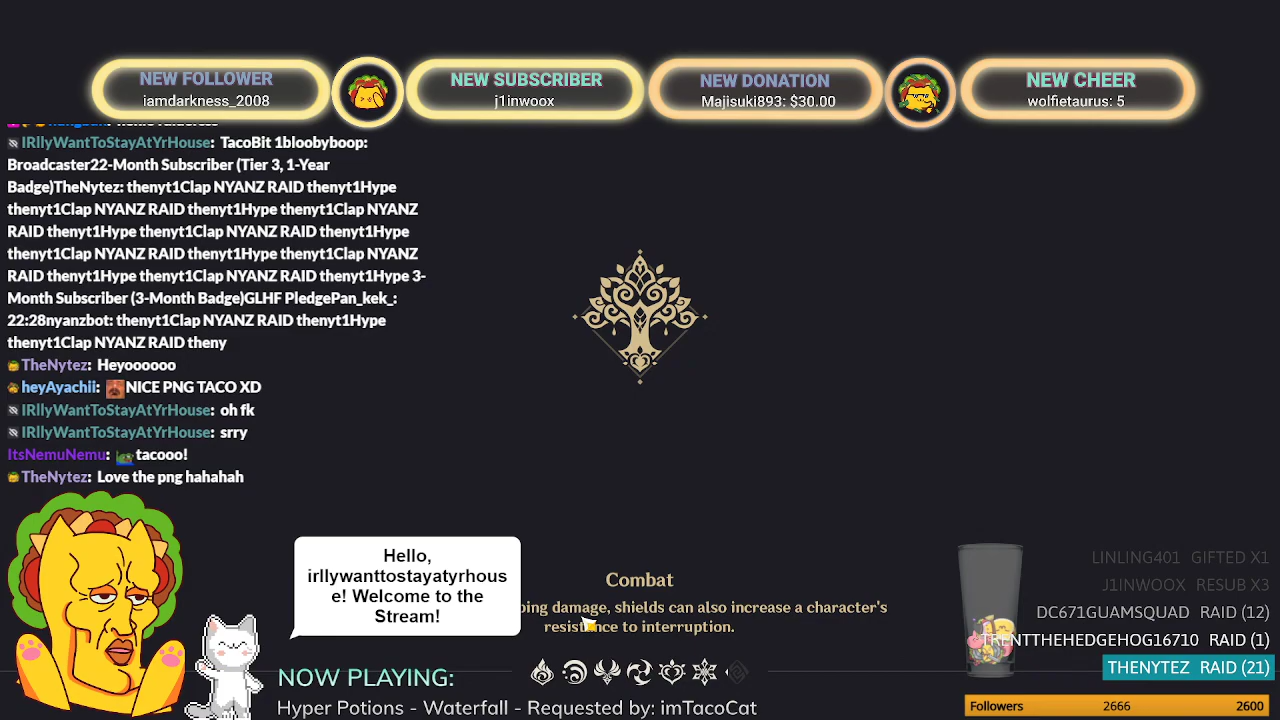 NEW FOLLOWER
iamdarkness_2008
NEW SUBSCRIBER
j1inwoox
NEW DONATION
Majisuki893: $30.00
NEW CHEER
wolfietaurus: 5
IRllyWantToStayAtYrHouse: TacoBit 1bloobyboop:
Broadcaster22-Month Subscriber (Tier 3, 1-Year
Badge)TheNytez: thenyt1Clap NYANZ RAID thenyt1Hype
thenyt1Clap NYANZ RAID thenyt1Hype thenyt1Clap NYANZ
RAID thenyt1Hype thenyt1Clap NYANZ RAID thenyt1Hype
thenyt1Clap NYANZ RAID thenyt1Hype thenyt1Clap NYANZ
RAID thenyt1Hype thenyt1Clap NYANZ RAID thenyt1Hype 3-
Month Subscriber (3-Month Badge)GLHF PledgePan_kek_:
22:28nyanzbot: thenyt1Clap NYANZ RAID thenyt1Hype
thenyt1Clap NYANZ RAID theny
TheNytez: Heyoooooo
heyAyachii: NICE PNG TACO XD
IRllyWantToStayAtYrHouse: oh fk
IRllyWantToStayAtYrHouse: srry
ItsNemuNemu: tacooo!
TheNytez: Love the png hahahah
Hello,
irllywanttostayatyrhous
e! Welcome to the
Stream!
Combat
damage, shields can also increase a character's
resistance to interruption.
NOW PLAYING:
Hyper Potions - Waterfall - Requested by: imTacoCat
LINLING401 GIFTED X1
J1INWOOX RESUB X3
DC671GUAMSQUAD RAID (12)
TRENTTHEHEDGEHOG16710 RAID (1)
THENYTEZ RAID (21)
Followers 2666 2600